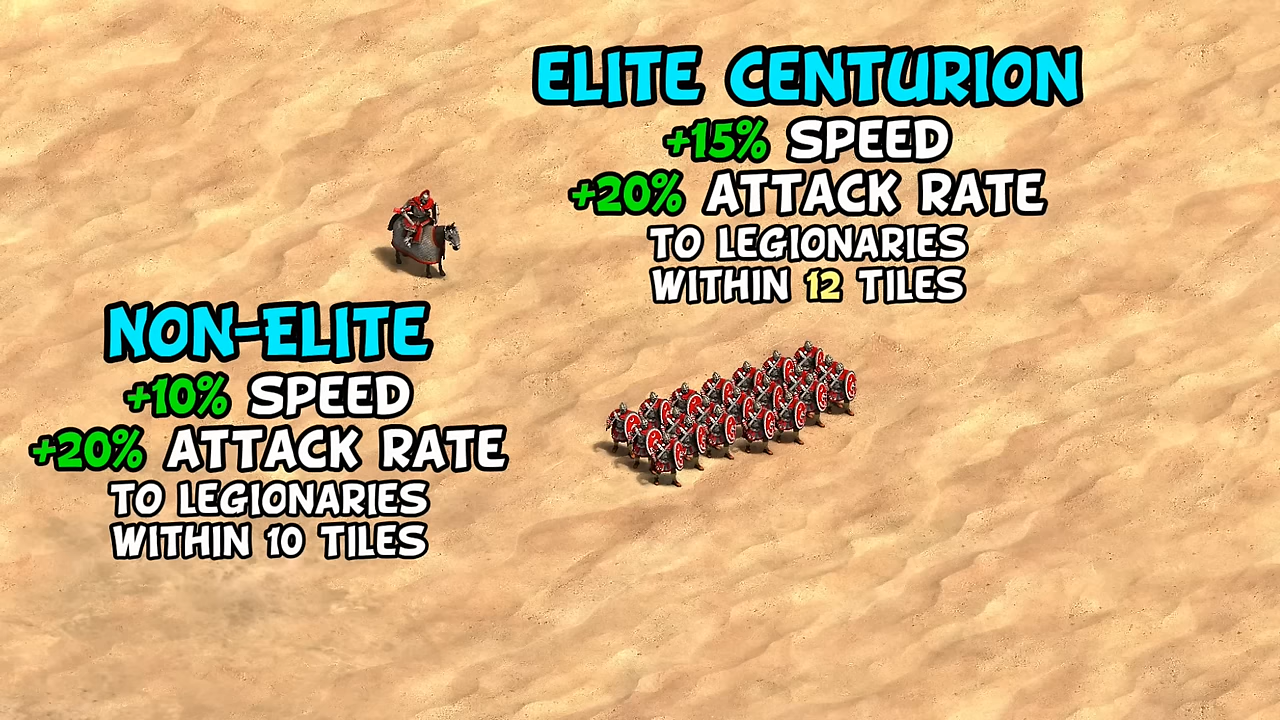 ELITE CENTURION
+15% SPEED
+20% ATTACK RATE
TO LEGIONARIES
WITHIN 12 TILES
NON-ELITE
+10% SPEED
+20% ATTACK RATE
TO LEGIONARIES
WITHIN 10 TILES